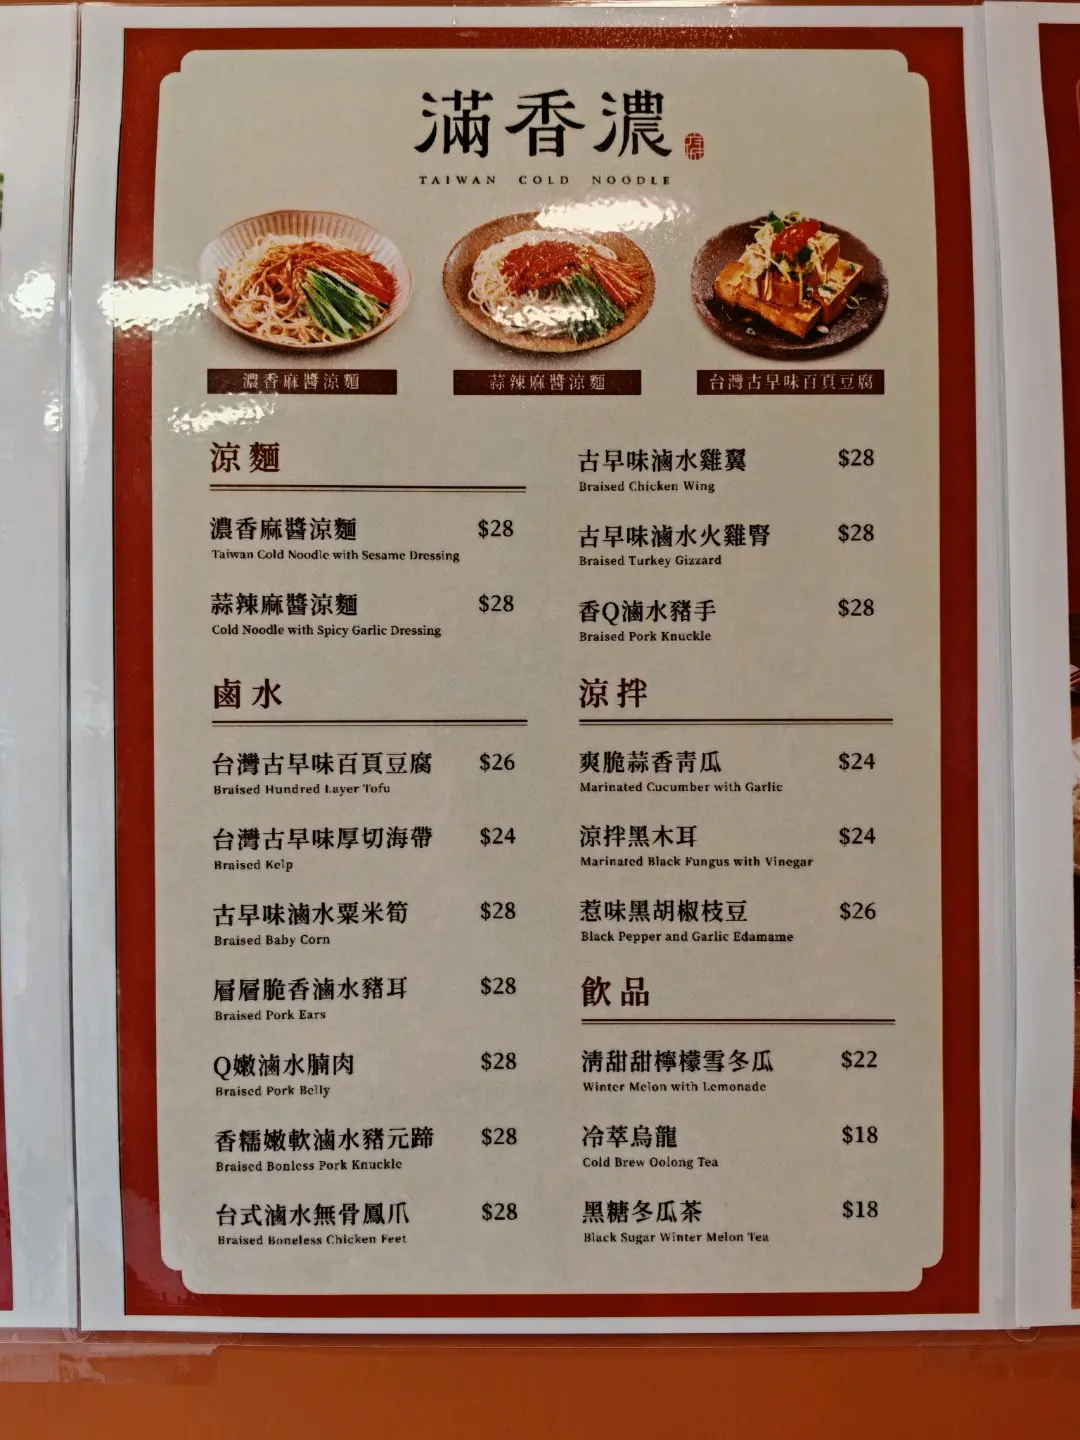 滿香濃
TAIWAN COLD NOODLE
濃香麻醬涼麵
蒜辣麻醬涼麵
台灣古早味百頁豆腐
涼麵
濃香麻醬涼麵 $28
Taiwan Cold Noodle with Sesame Dressing
蒜辣麻醬涼麵 $28
Cold Noodle with Spicy Garlic Dressing
鹵水
台灣古早味百頁豆腐 $26
Braised Hundred Layer Tofu
台灣古早味厚切海帶 $24
Braised Kelp
古早味滷水粟米筍 $28
Braised Baby Corn
層層脆香滷水豬耳 $28
Braised Pork Ears
Q嫩滷水腩肉 $28
Braised Pork Belly
香糯嫩軟滷水豬元蹄 $28
Braised Bonless Pork Knuckle
台式滷水無骨鳳爪 $28
Braised Boneless Chicken Feet
古早味滷水雞翼 $28
Braised Chicken Wing
古早味滷水火雞腎 $28
Braised Turkey Gizzard
香Q滷水豬手 $28
Braised Pork Knuckle
涼拌
爽脆蒜香青瓜 $24
Marinated Cucumber with Garlic
涼拌黑木耳 $24
Marinated Black Fungus with Vinegar
惹味黑胡椒枝豆 $26
Black Pepper and Garlic Edamame
飲品
清甜甜檸檬雪冬瓜 $22
Winter Melon with Lemonade
冷萃烏龍 $18
Cold Brew Oolong Tea
黑糖冬瓜茶 $18
Black Sugar Winter Melon Tea